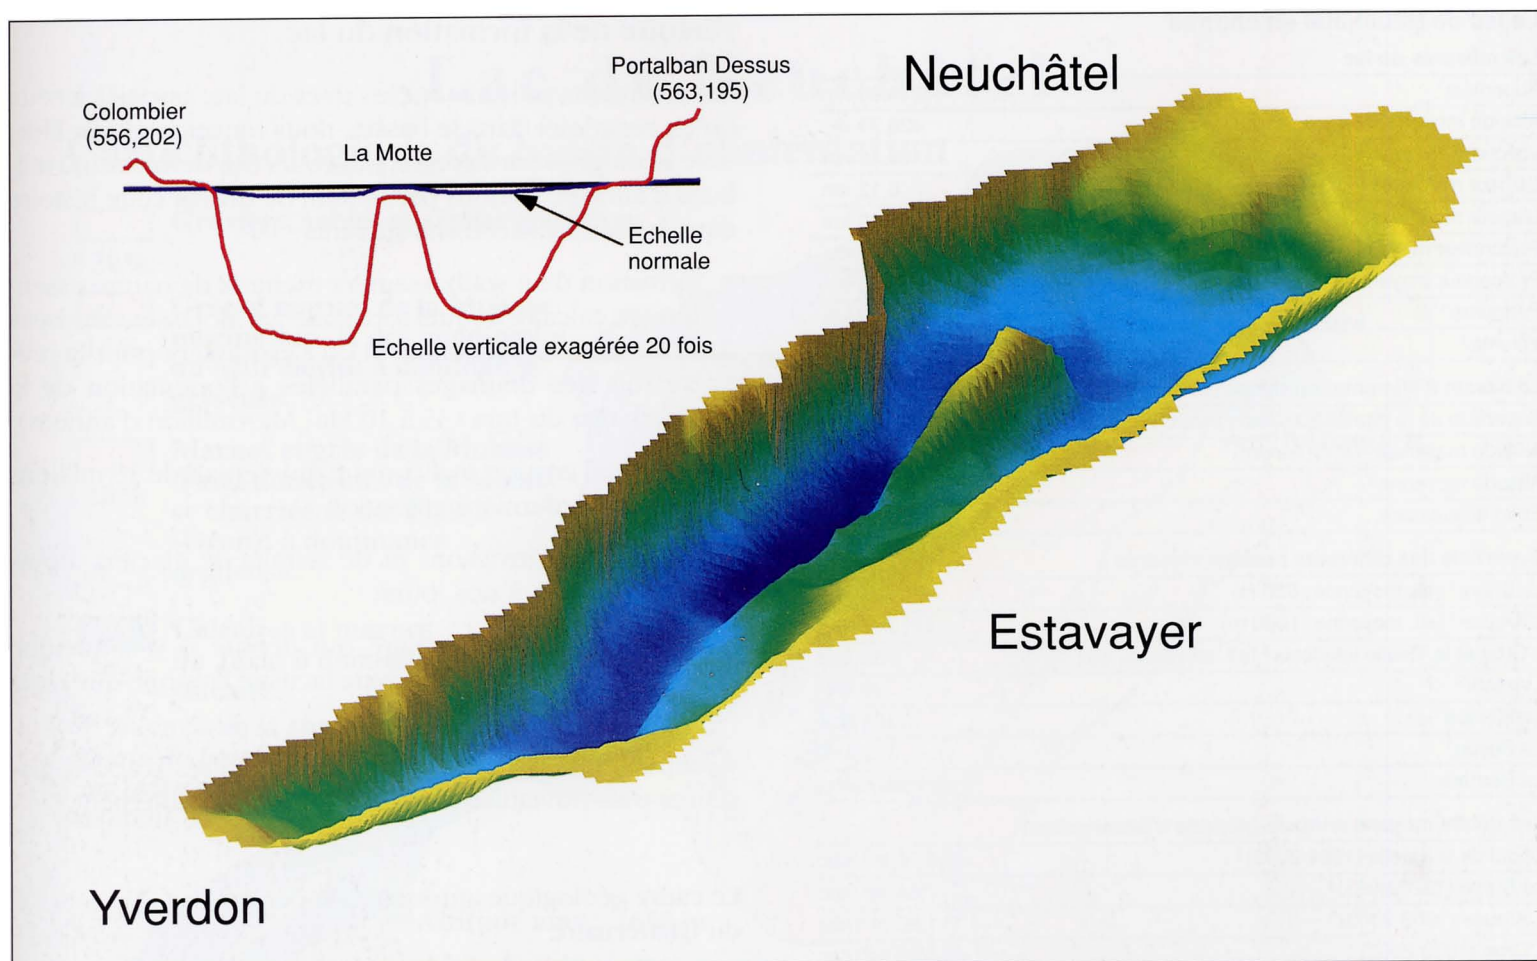 Neuchâtel
Portalban Dessus
(563,195)
Colombier
(556,202)
La Motte
Echelle
normale
Echelle verticale exagérée 20 fois
Estavayer
Yverdon